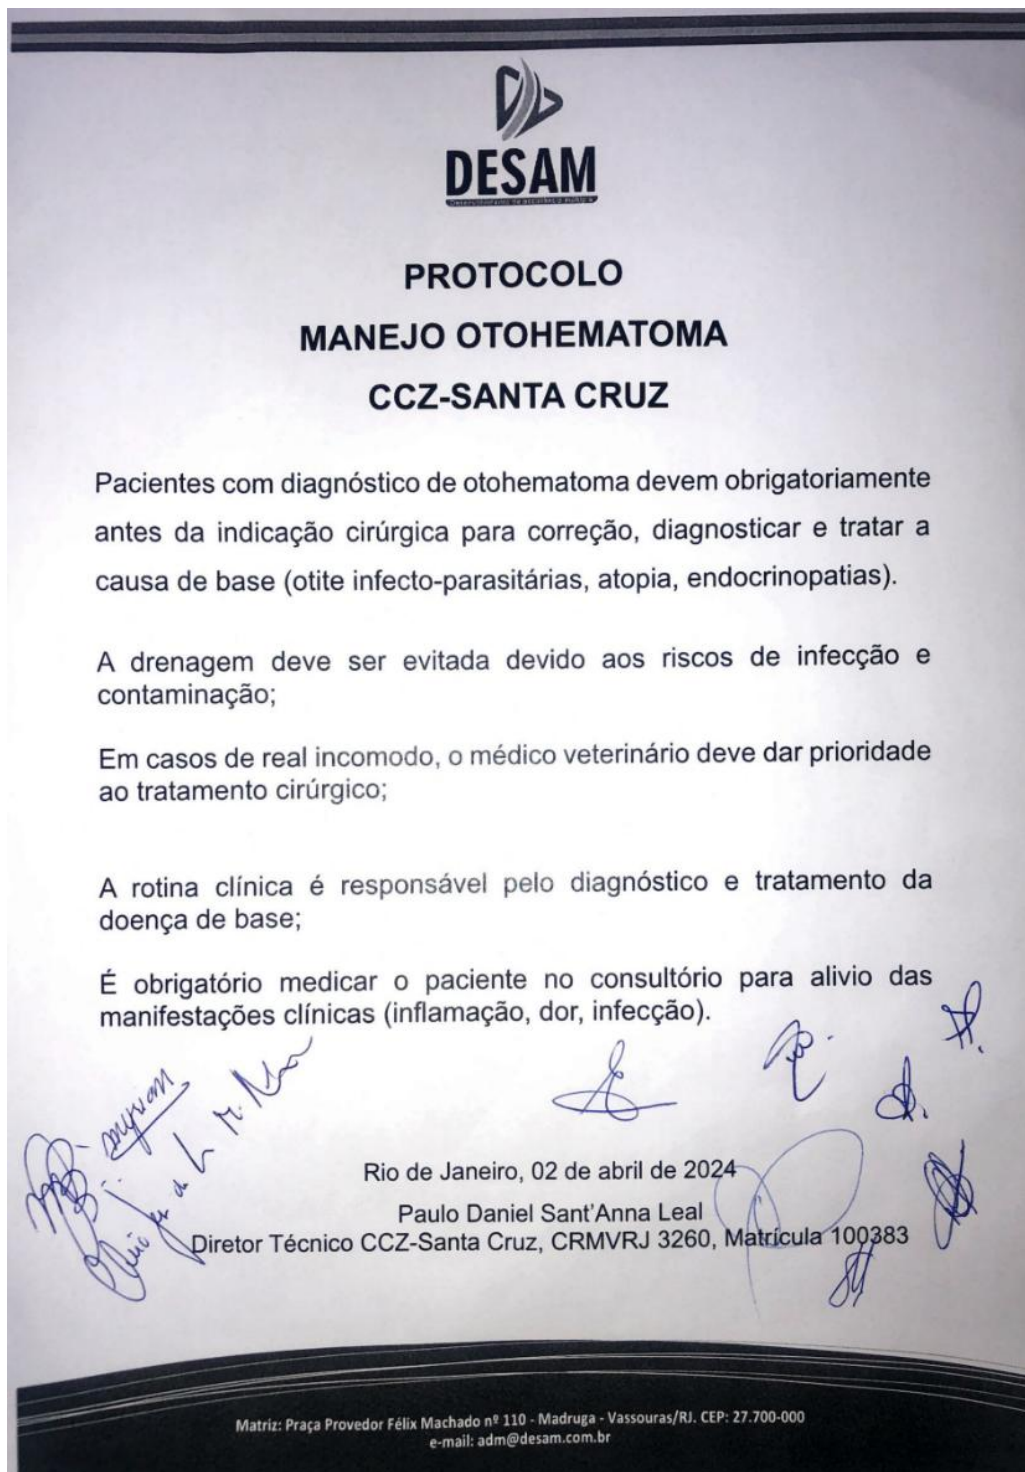 DESAM
PROTOCOLO
MANEJO OTOHEMATOMA
CCZ-SANTA CRUZ
Pacientes com diagnóstico de otohematoma devem obrigatoriamente
antes da indicação cirúrgica para correção, diagnosticar e tratar a
causa de base (otite infecto-parasitárias, atopia, endocrinopatias).
A drenagem deve ser evitada devido aos riscos de infecção e
contaminação;
Em casos de real incomodo, o médico veterinário deve dar prioridade
ao tratamento cirúrgico;
A rotina clínica é responsável pelo diagnóstico e tratamento da
doença de base;
É obrigatório medicar o paciente no consultório para alivio das
manifestações clínicas (inflamação, dor, infecção).
Rio de Janeiro, 02 de abril de 2024
Paulo Daniel Sant'Anna Leal
Diretor Técnico CCZ-Santa Cruz, CRMVRJ 3260, Matrícula 100383
Matriz: Praça Provedor Félix Machado nº 110 - Madruga - Vassouras/RJ. CEP: 27.700-000
e-mail: adm@desam.com.br